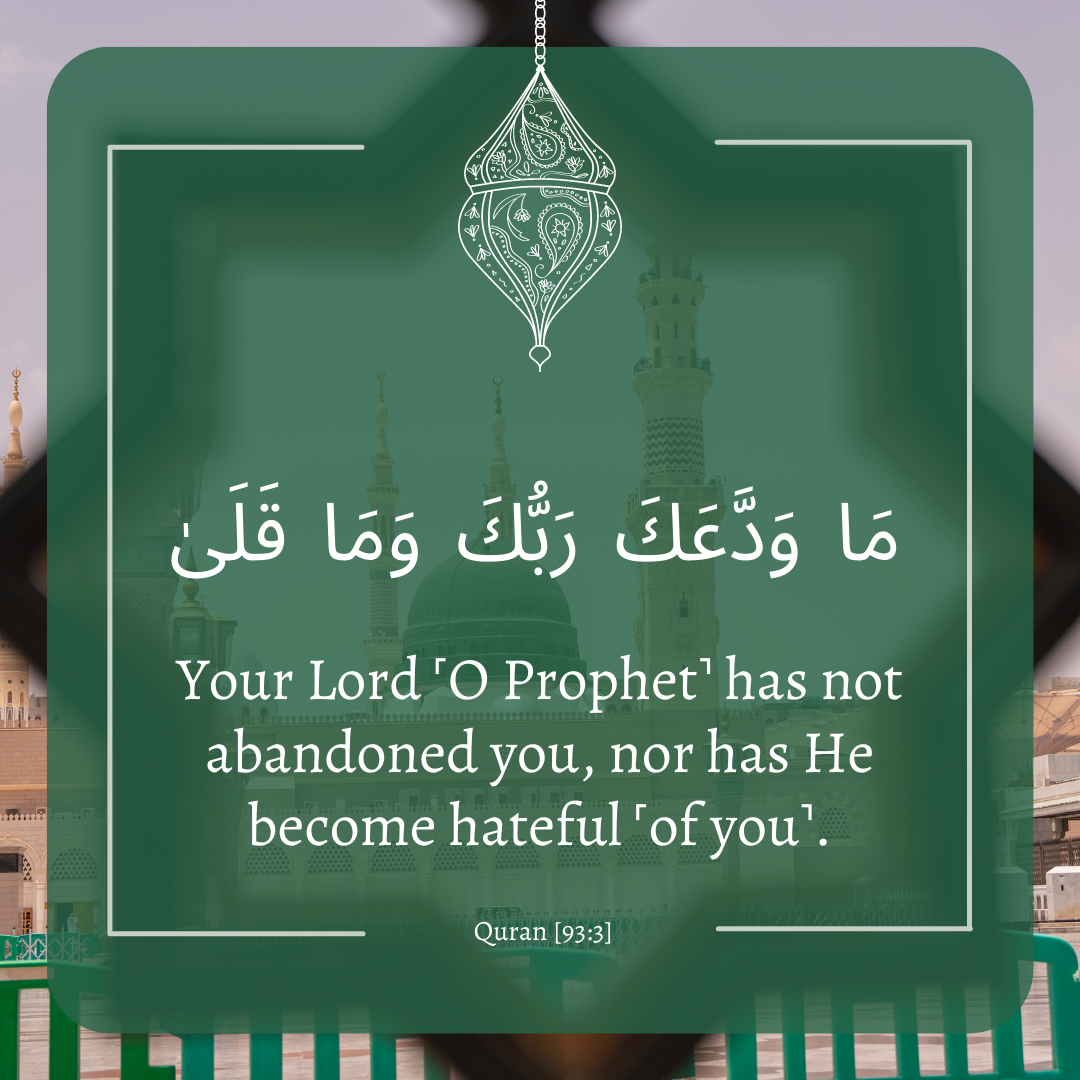 مَا وَدَّعَكَ رَبُّكَ وَمَا قَلَىٰ
Your Lord ˹O Prophet˺ has not
abandoned you, nor has He
become hateful ˹of you˺.
Quran [93:3]